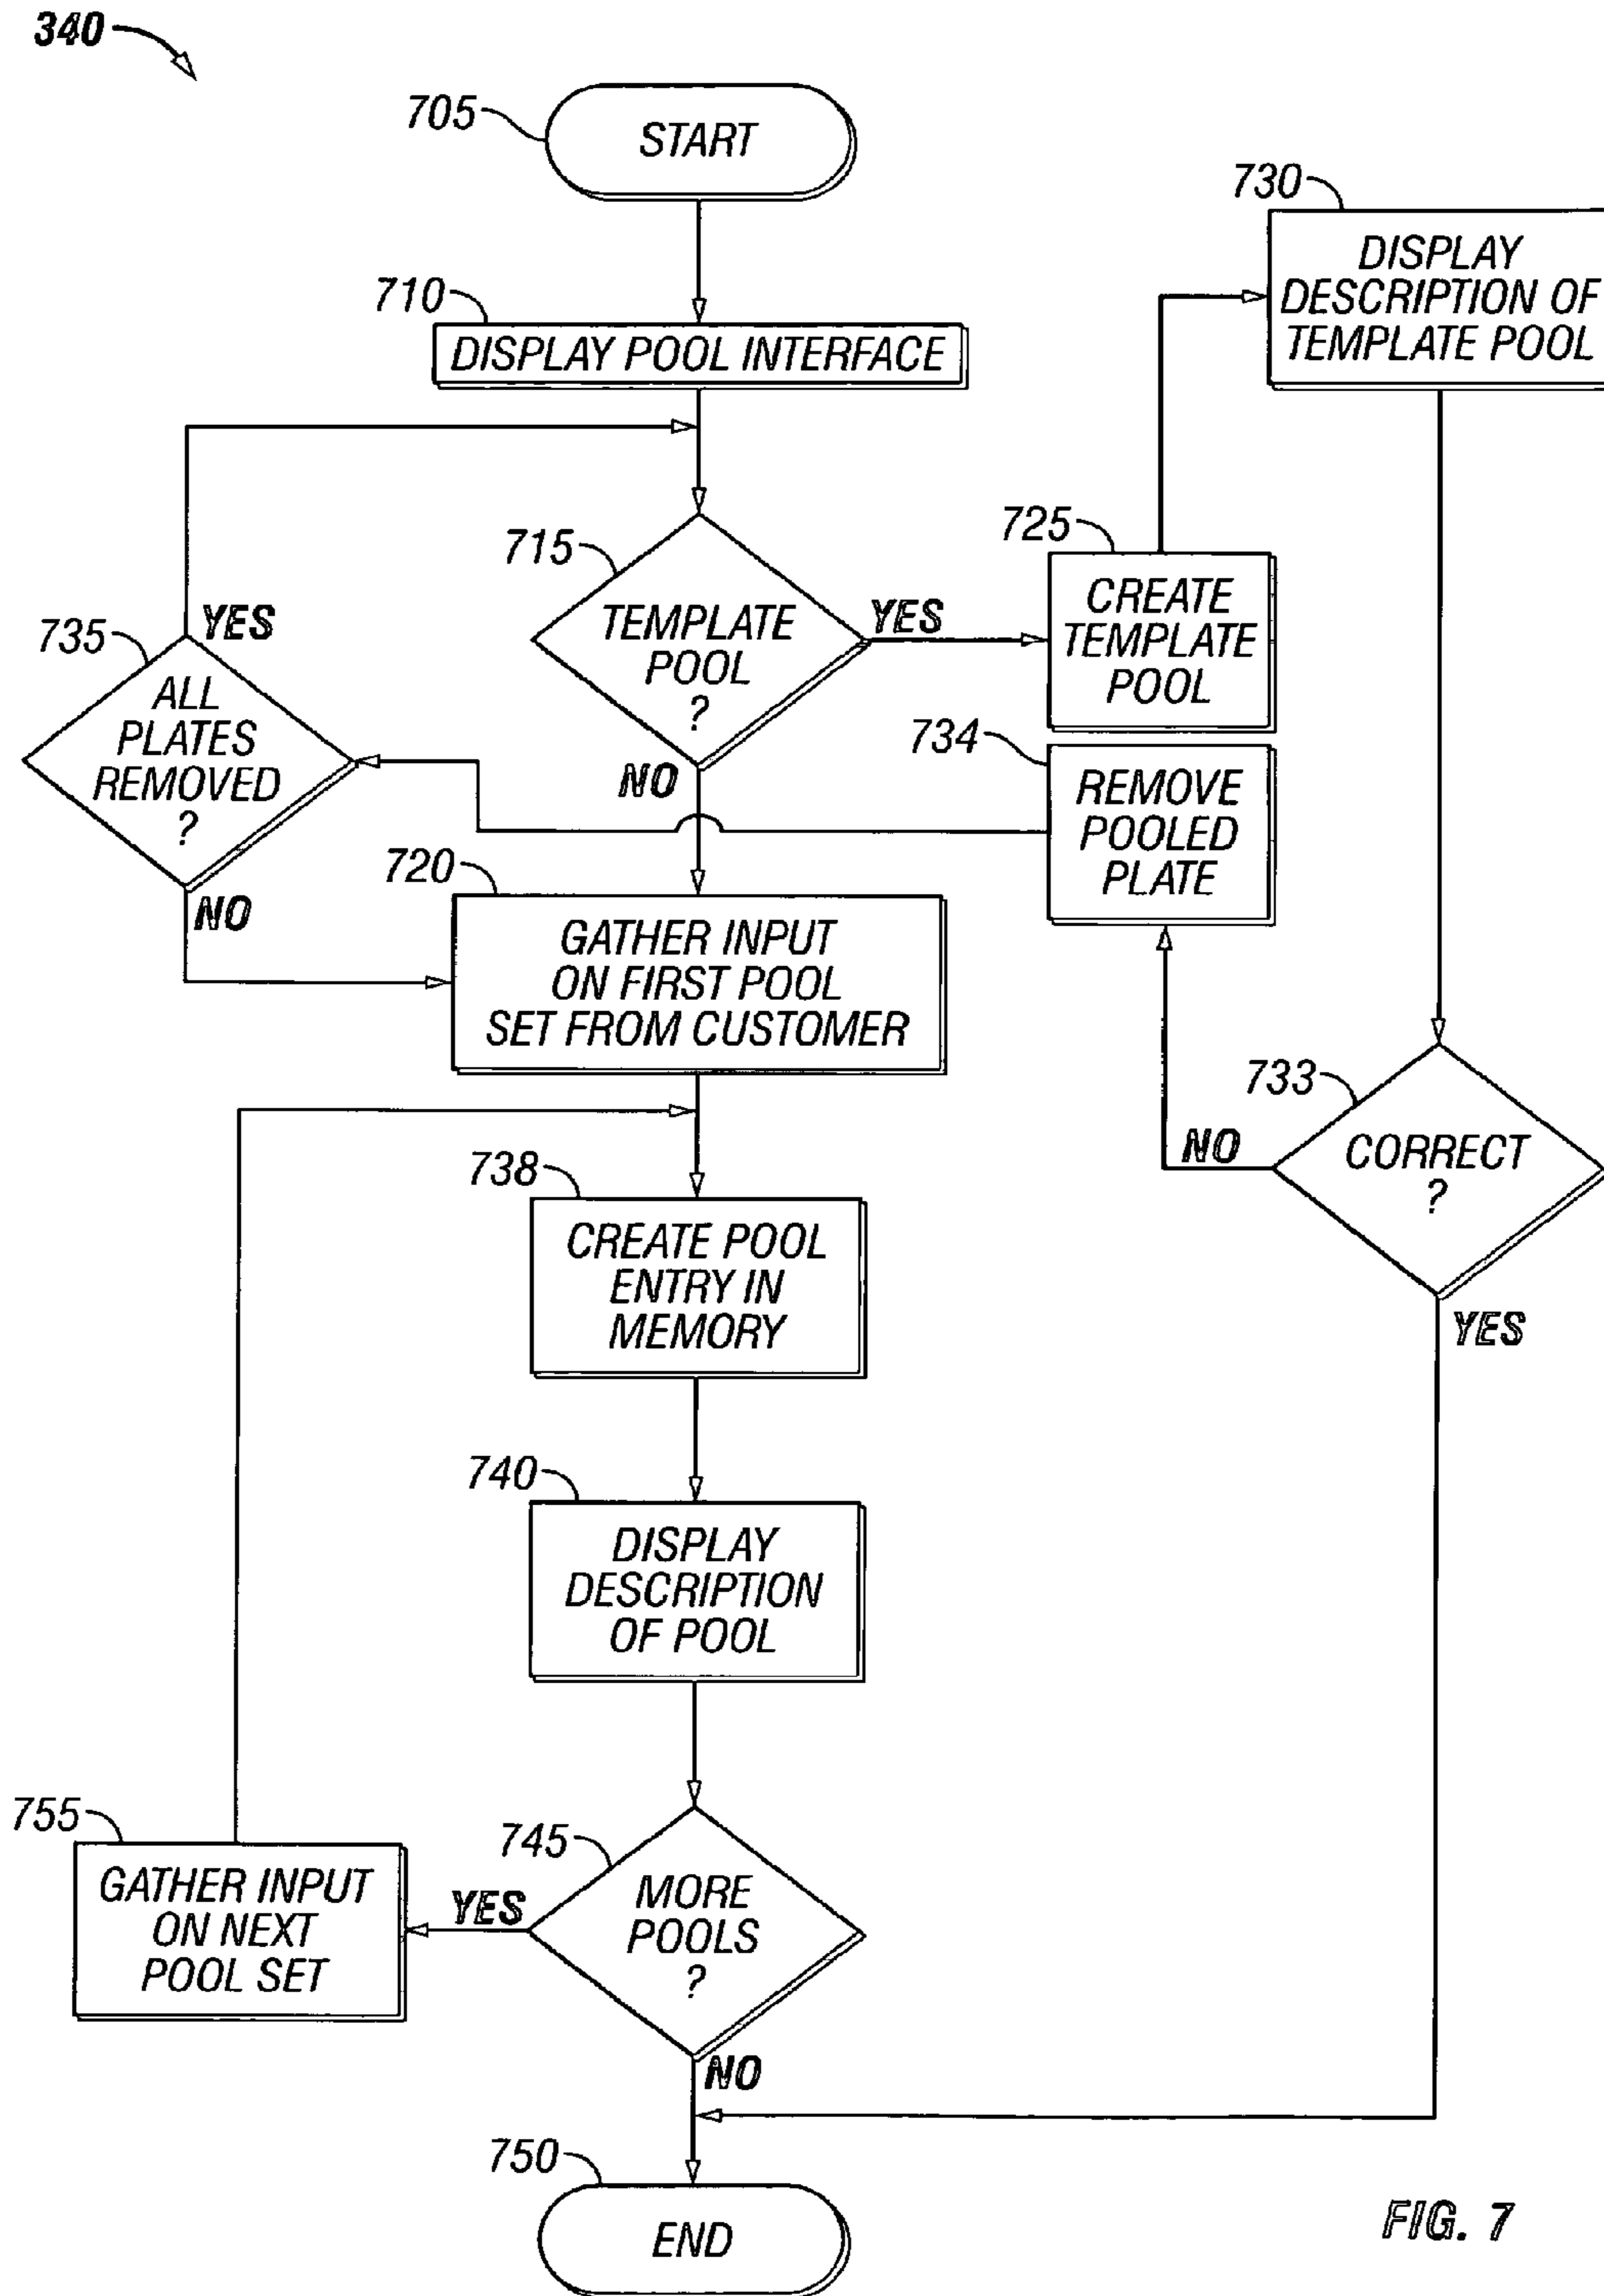 340
705
START
730
DISPLAY
DESCRIPTION OF
TEMPLATE POOL
710
DISPLAY POOL INTERFACE
715
TEMPLATE
POOL
?
YES
NO
725
CREATE
TEMPLATE
POOL
735
YES
ALL
PLATES
REMOVED
?
NO
734
REMOVE
POOLED
PLATE
720
GATHER INPUT
ON FIRST POOL
SET FROM CUSTOMER
733
CORRECT
?
NO
YES
738
CREATE POOL
ENTRY IN
MEMORY
740
DISPLAY
DESCRIPTION
OF POOL
755
GATHER INPUT
ON NEXT
POOL SET
745
YES
MORE
POOLS
?
NO
750
END
FIG. 7